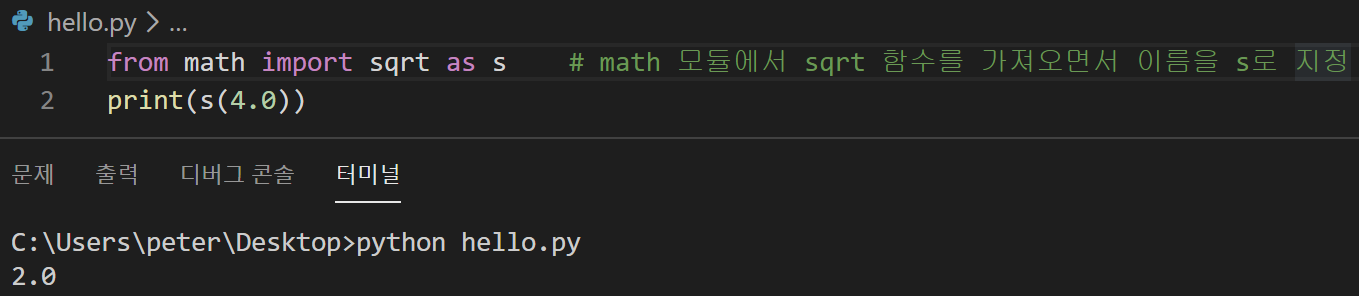 hello.py > ...
1 from math import sqrt as s    # math 모듈에서 sqrt 함수를 가져오면서 이름을 s로 지정
2 print(s(4.0))
문제 출력 디버그 콘솔 터미널
C:\Users\peter\Desktop>python hello.py
2.0